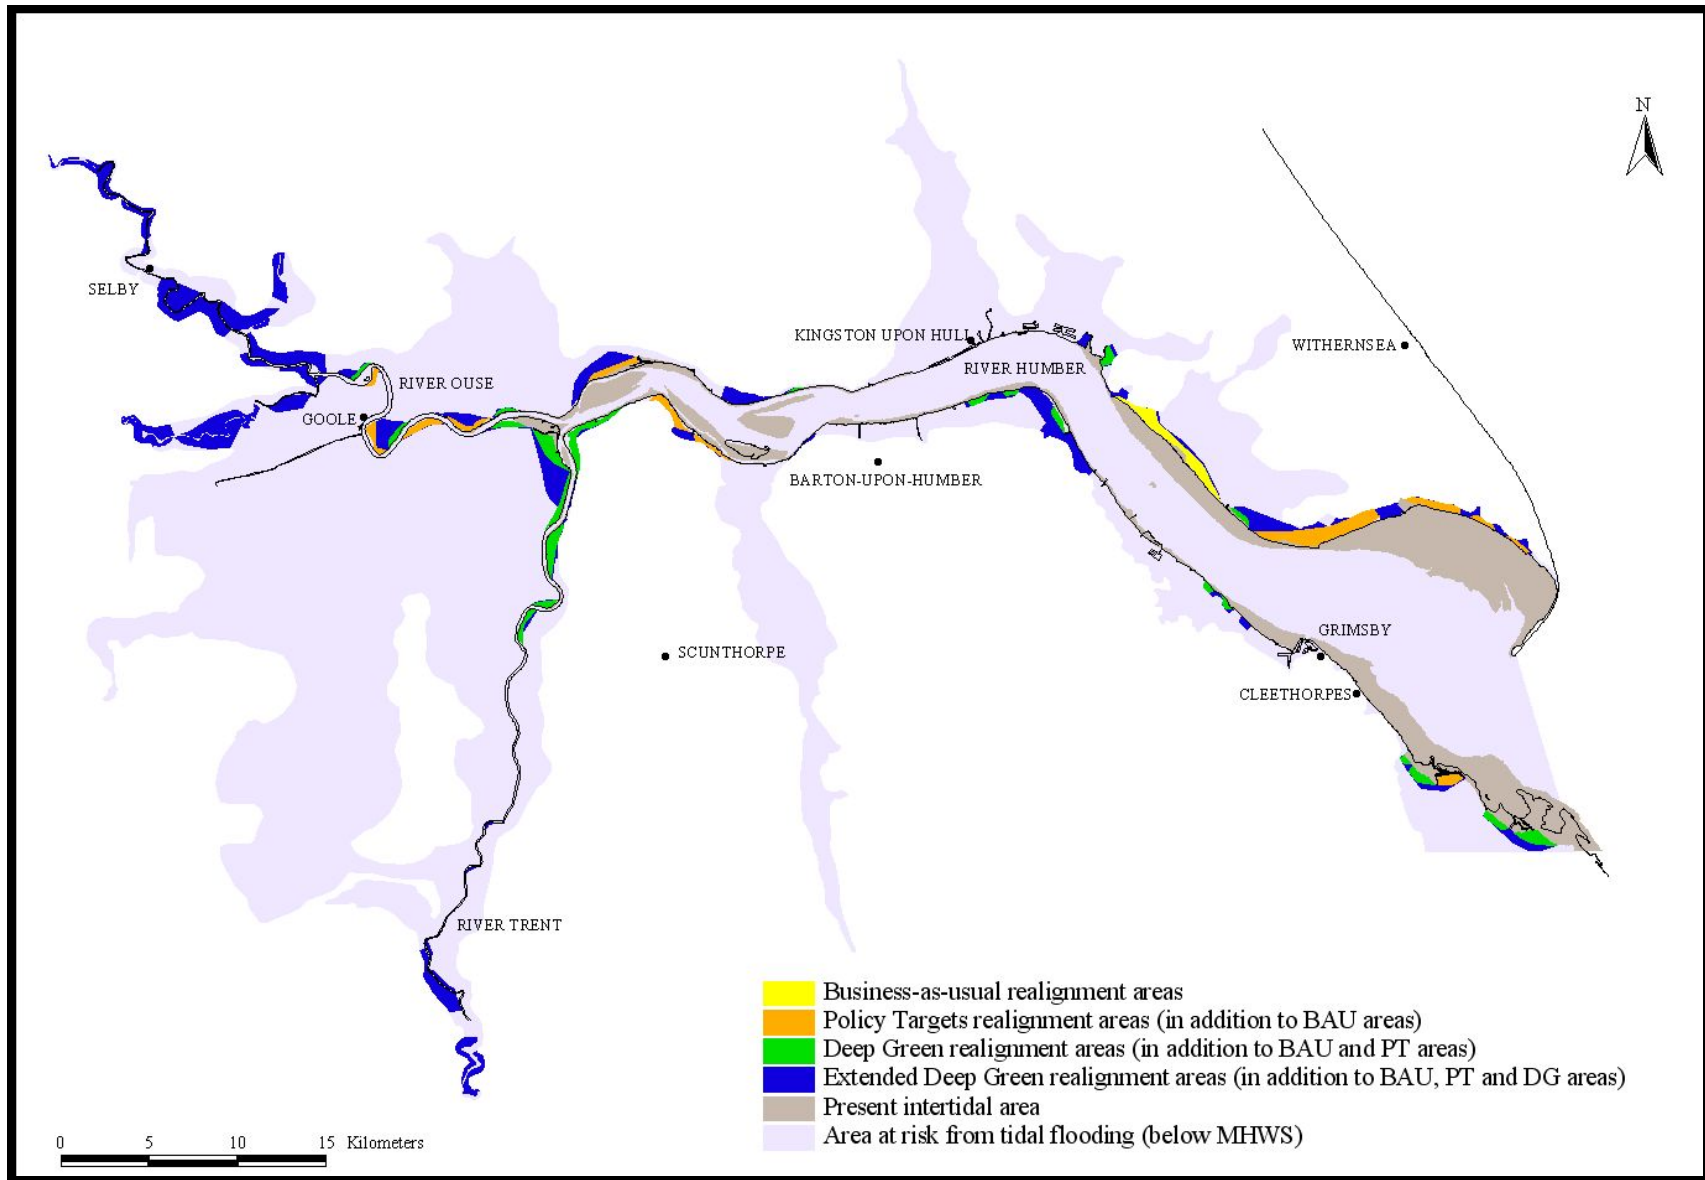 N
SELBY
KINGSTON UPON HULL
WITHERNSEA
RIVER HUMBER
RIVER OUSE
GOOLE
BARTON-UPON-HUMBER
GRIMSBY
SCUNTHORPE
CLEETHORPES
RIVER TRENT
Business-as-usual realignment areas
Policy Targets realignment areas (in addition to BAU areas)
Deep Green realignment areas (in addition to BAU and PT areas)
Extended Deep Green realignment areas (in addition to BAU, PT and DG areas)
Present intertidal area
Area at risk from tidal flooding (below MHWS)
0 5 10 15 Kilometers